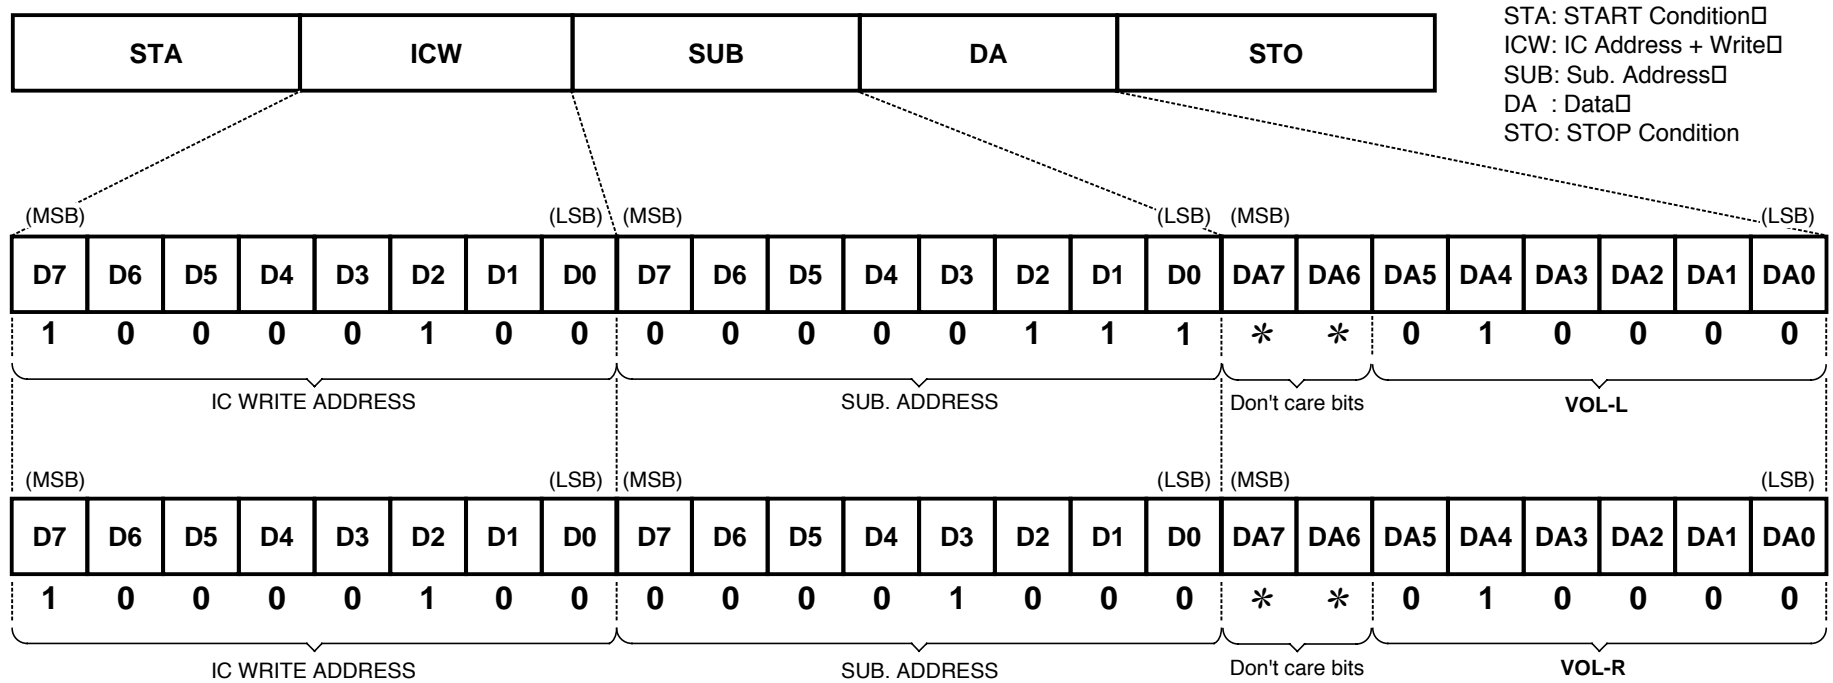 STA ICW SUB DA STO
STA: START Condition□
ICW: IC Address + Write□
SUB: Sub. Address□
DA : Data□
STO: STOP Condition
(MSB) (LSB) (MSB) (LSB) (MSB) (LSB)
D7 D6 D5 D4 D3 D2 D1 D0 D7 D6 D5 D4 D3 D2 D1 D0 DA7 DA6 DA5 DA4 DA3 DA2 DA1 DA0
1 0 0 0 0 1 0 0 0 0 0 0 0 1 1 1 * * 0 1 0 0 0 0
IC WRITE ADDRESS SUB. ADDRESS Don't care bits VOL-L
(MSB) (LSB) (MSB) (LSB) (MSB) (LSB)
D7 D6 D5 D4 D3 D2 D1 D0 D7 D6 D5 D4 D3 D2 D1 D0 DA7 DA6 DA5 DA4 DA3 DA2 DA1 DA0
1 0 0 0 0 1 0 0 0 0 0 0 1 0 0 0 * * 0 1 0 0 0 0
IC WRITE ADDRESS SUB. ADDRESS Don't care bits VOL-R